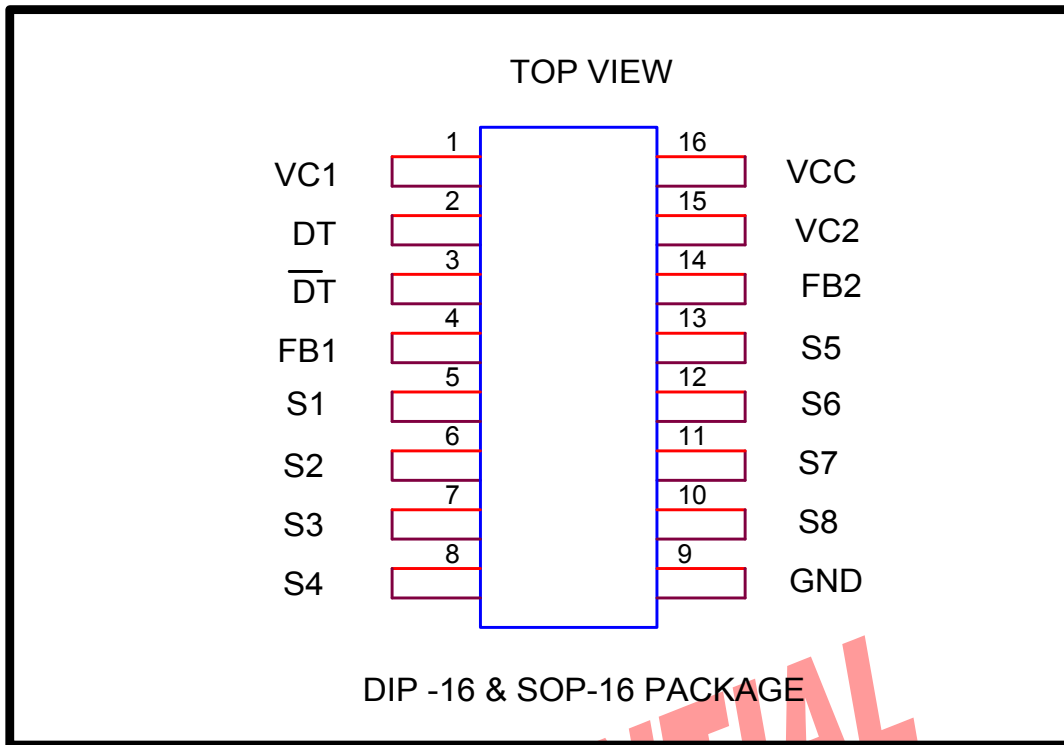 TOP VIEW
1 16
VC1 VCC
2 15
DT VC2
3 14
D̅T FB2
4 13
FB1 S5
5 12
S1 S6
6 11
S2 S7
7 10
S3 S8
8 9
S4 GND
DIP -16 & SOP-16 PACKAGE